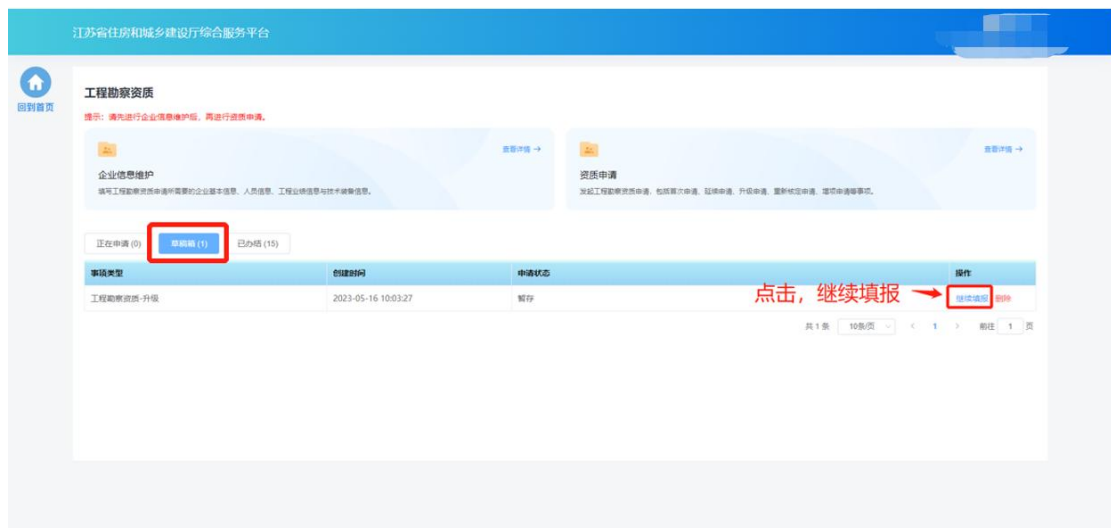 江苏省住房和城乡建设厅综合服务平台
回到首页
工程勘察资质
提示：请先进行企业信息维护后，再进行资质申请。
查看详情 →
查看详情 →
企业信息维护
资质申请
填写工程勘察资质申请所需要的企业基本信息、人员信息、工程业绩信息与技术装备信息。
发起工程勘察资质申请，包括首次申请、延续申请、升级申请、重新核定申请、增项申请等事项。
正在申请 (0) 草稿箱 (1) 已办结 (15)
事项类型 创建时间 申请状态 操作
工程勘察资质-升级 2023-05-16 10:03:27 暂存 点击，继续填报 继续填报 删除
共 1 条 10条/页 < 1 > 前往 1 页